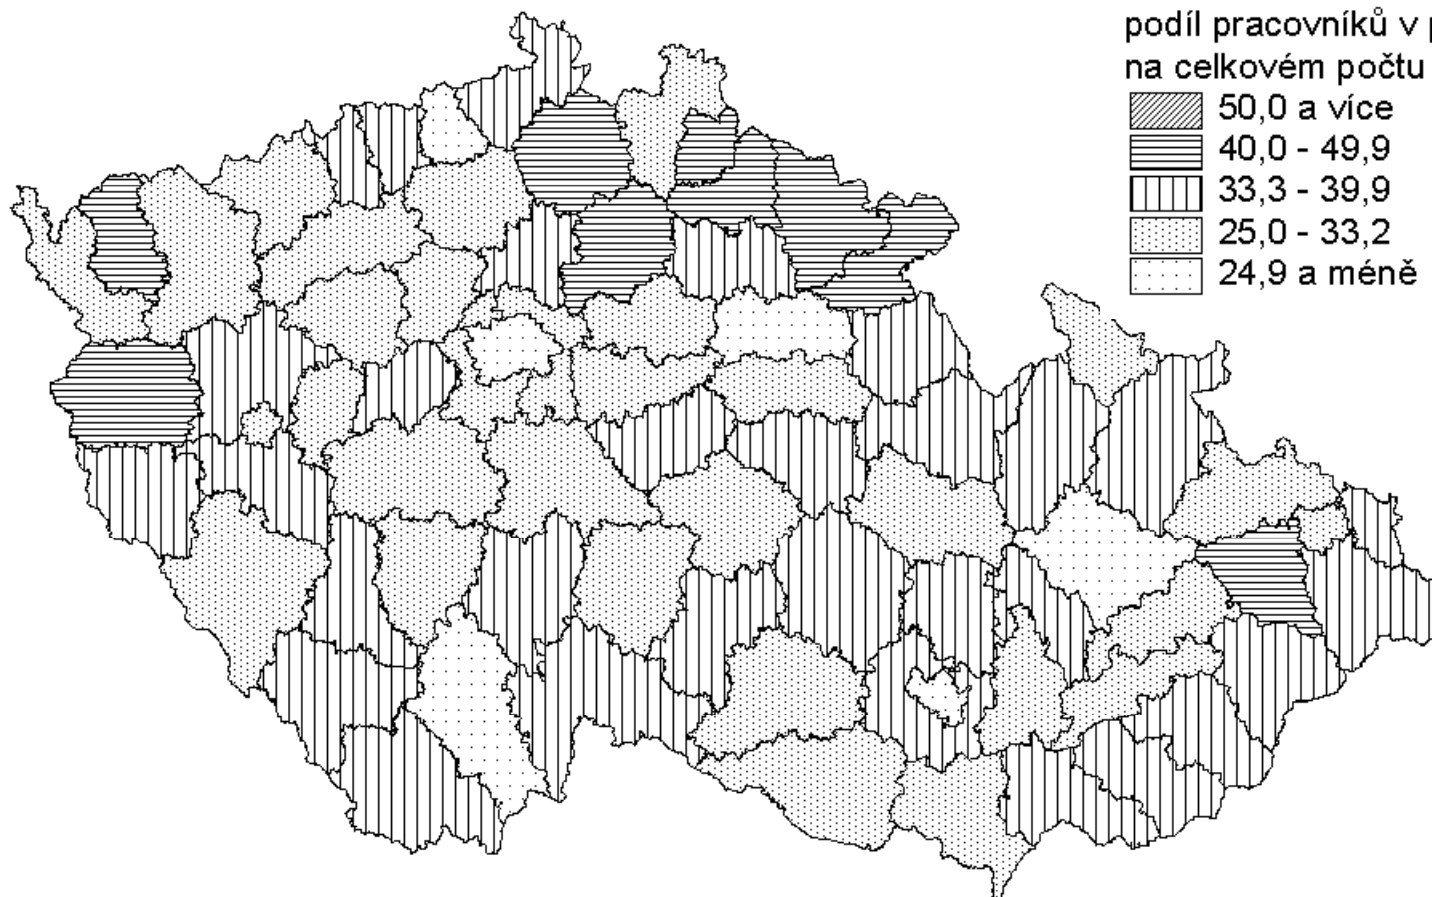 podíl pracovníků v
na celkovém počtu
50,0 a více
40,0 - 49,9
33,3 - 39,9
25,0 - 33,2
24,9 a méně